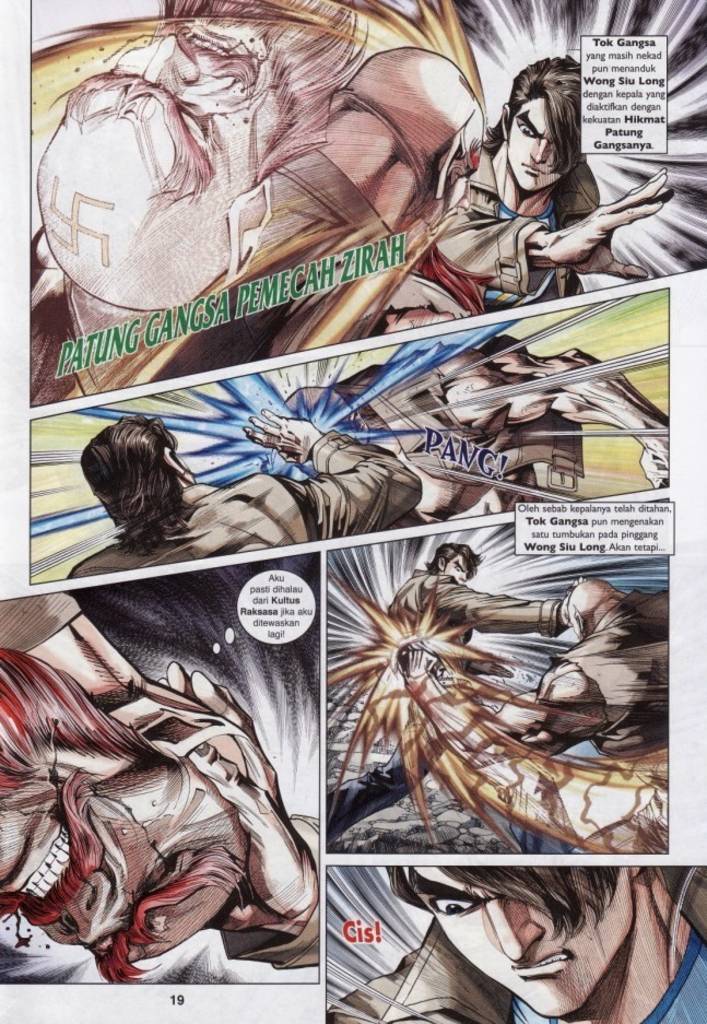 Tok Gangsa
yang masih nekad
pun menanduk
Wong Siu Long
dengan kepala yang
diaktifkan dengan
kekuatan Hikmat
Patung
Gangsanya.
PATUNG GANGSA PEMECAH ZIRAH
PANG!
Oleh sebab kepalanya telah ditahan,
Tok Gangsa pun mengenakan
satu tumbukan pada pinggang
Wong Siu Long. Akan tetapi...
Aku
pasti dihalau
dari Kultus
Raksasa jika aku
ditewaskan
lagi!
Cis!
19